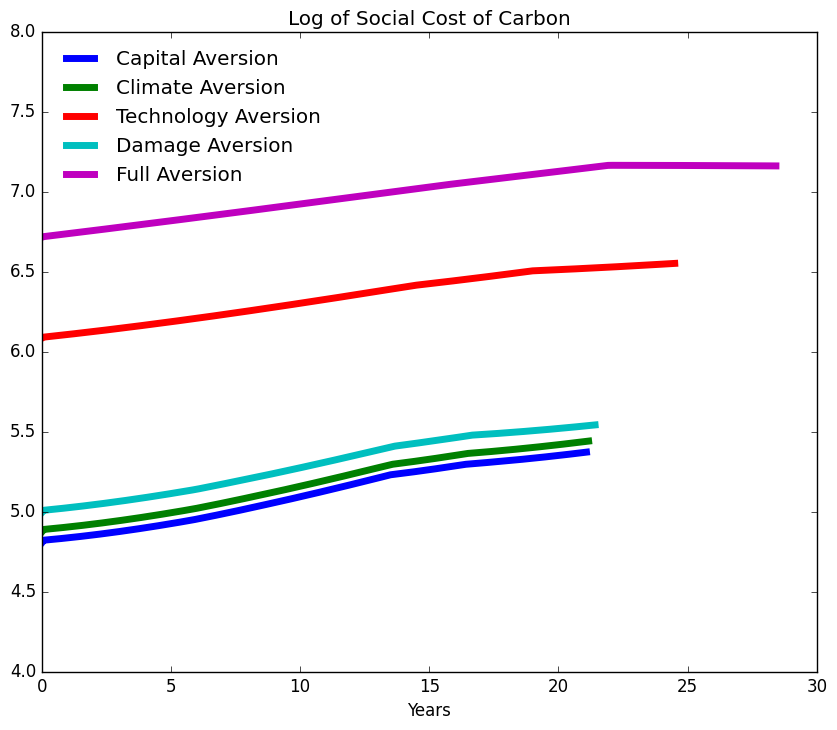 Log of Social Cost of Carbon
8.0
7.5
7.0
6.5
6.0
5.5
5.0
4.5
4.0
Capital Aversion
Climate Aversion
Technology Aversion
Damage Aversion
Full Aversion
0 5 10 15 20 25 30
Years